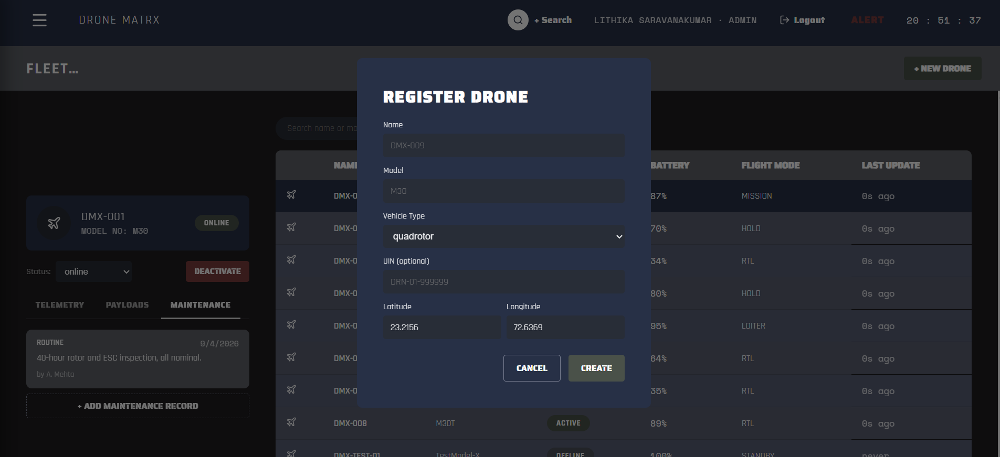 DRONE MATRX
+ Search
LITHIKA SARAVANAKUMAR · ADMIN
Logout
ALERT
20 : 51 : 37
FLEET...
+ NEW DRONE
DMX-001
MODEL NO: M30
ONLINE
Status:
online
DEACTIVATE
TELEMETRY
PAYLOADS
MAINTENANCE
ROUTINE
9/4/2026
40-hour rotor and ESC inspection, all nominal.
by A. Mehta
+ ADD MAINTENANCE RECORD
Search name or mo
NAME
BATTERY
FLIGHT MODE
LAST UPDATE
DMX-0
87%
MISSION
0s ago
DMX-0
70%
HOLD
0s ago
DMX-0
34%
RTL
0s ago
DMX-0
80%
HOLD
0s ago
DMX-0
95%
LOITER
0s ago
DMX-0
64%
RTL
0s ago
DMX-0
35%
RTL
0s ago
DMX-008
M30T
ACTIVE
89%
RTL
0s ago
DMX-TEST-01
TestModel-X
OFFLINE
100%
STANDBY
never
REGISTER DRONE
Name
DMX-009
Model
M30
Vehicle Type
quadrotor
UIN (optional)
DRN-01-999999
Latitude
Longitude
23.2156
72.6369
CANCEL
CREATE